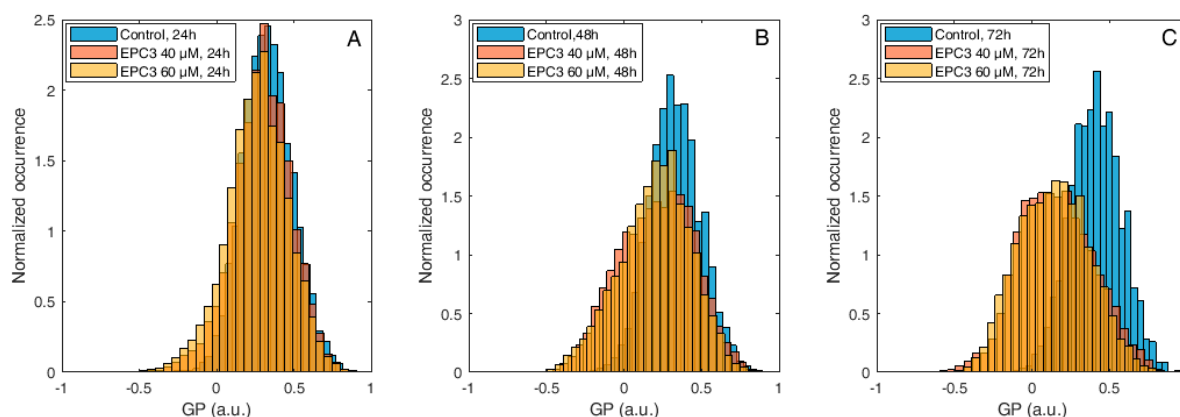 2.5
2
1.5
1
0.5
0
-1
-0.5
0
0.5
1
Normalized occurrence
GP (a.u.)
Control, 24h
EPC3 40 µM, 24h
EPC3 60 µM, 24h
A
3
2.5
2
1.5
1
0.5
0
-1
-0.5
0
0.5
1
Normalized occurrence
GP (a.u.)
Control,48h
EPC3 40 µM, 48h
EPC3 60 µM, 48h
B
3
2.5
2
1.5
1
0.5
0
-1
-0.5
0
0.5
Normalized occurrence
GP (a.u.)
Control, 72h
EPC3 40 µM, 72h
EPC3 60 µM, 72h
C